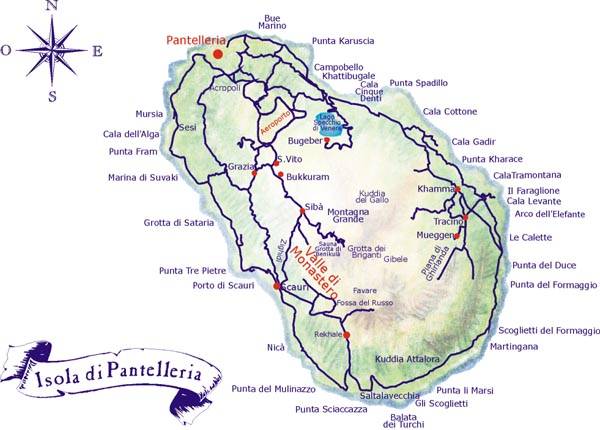 N
O
E
S
Pantelleria
Bue
Marino
Punta Karuscia
Campobello
Khattibugale
Cala
Cinque
Denti
Punta Spadillo
Acropoli
Aeroporto
Lago
Specchio
di Venere
Bugeber
Cala Cottone
Mursia
Sesi
Cala dell'Alga
Punta Fram
Marina di Suvaki
Grazia
S.Vito
Bukkuram
Cala Gadir
Punta Kharace
CalaTramontana
Khamma
Il Faraglione
Cala Levante
Tracino
Arco dell'Elefante
Mueggen
Le Calette
Kuddia
del Gallo
Sibà
Montagna
Grande
Grotta di Sataria
Zighidi
Sauna
Grotta di
Benikulà
Valle di
Monastero
Grotta dei
Briganti
Gibele
Piana di
Ghirlanda
Punta del Duce
Punta Tre Pietre
Porto di Scauri
Scauri
Favare
Fossa del Russo
Punta del Formaggio
Rekhale
Scoglietti del Formaggio
Martingana
Nicà
Kuddia Attalora
Isola di Pantelleria
Punta del Mulinazzo
Punta Sciaccazza
Saltalavecchia
Punta li Marsi
Gli Scoglietti
Balata
dei Turchi